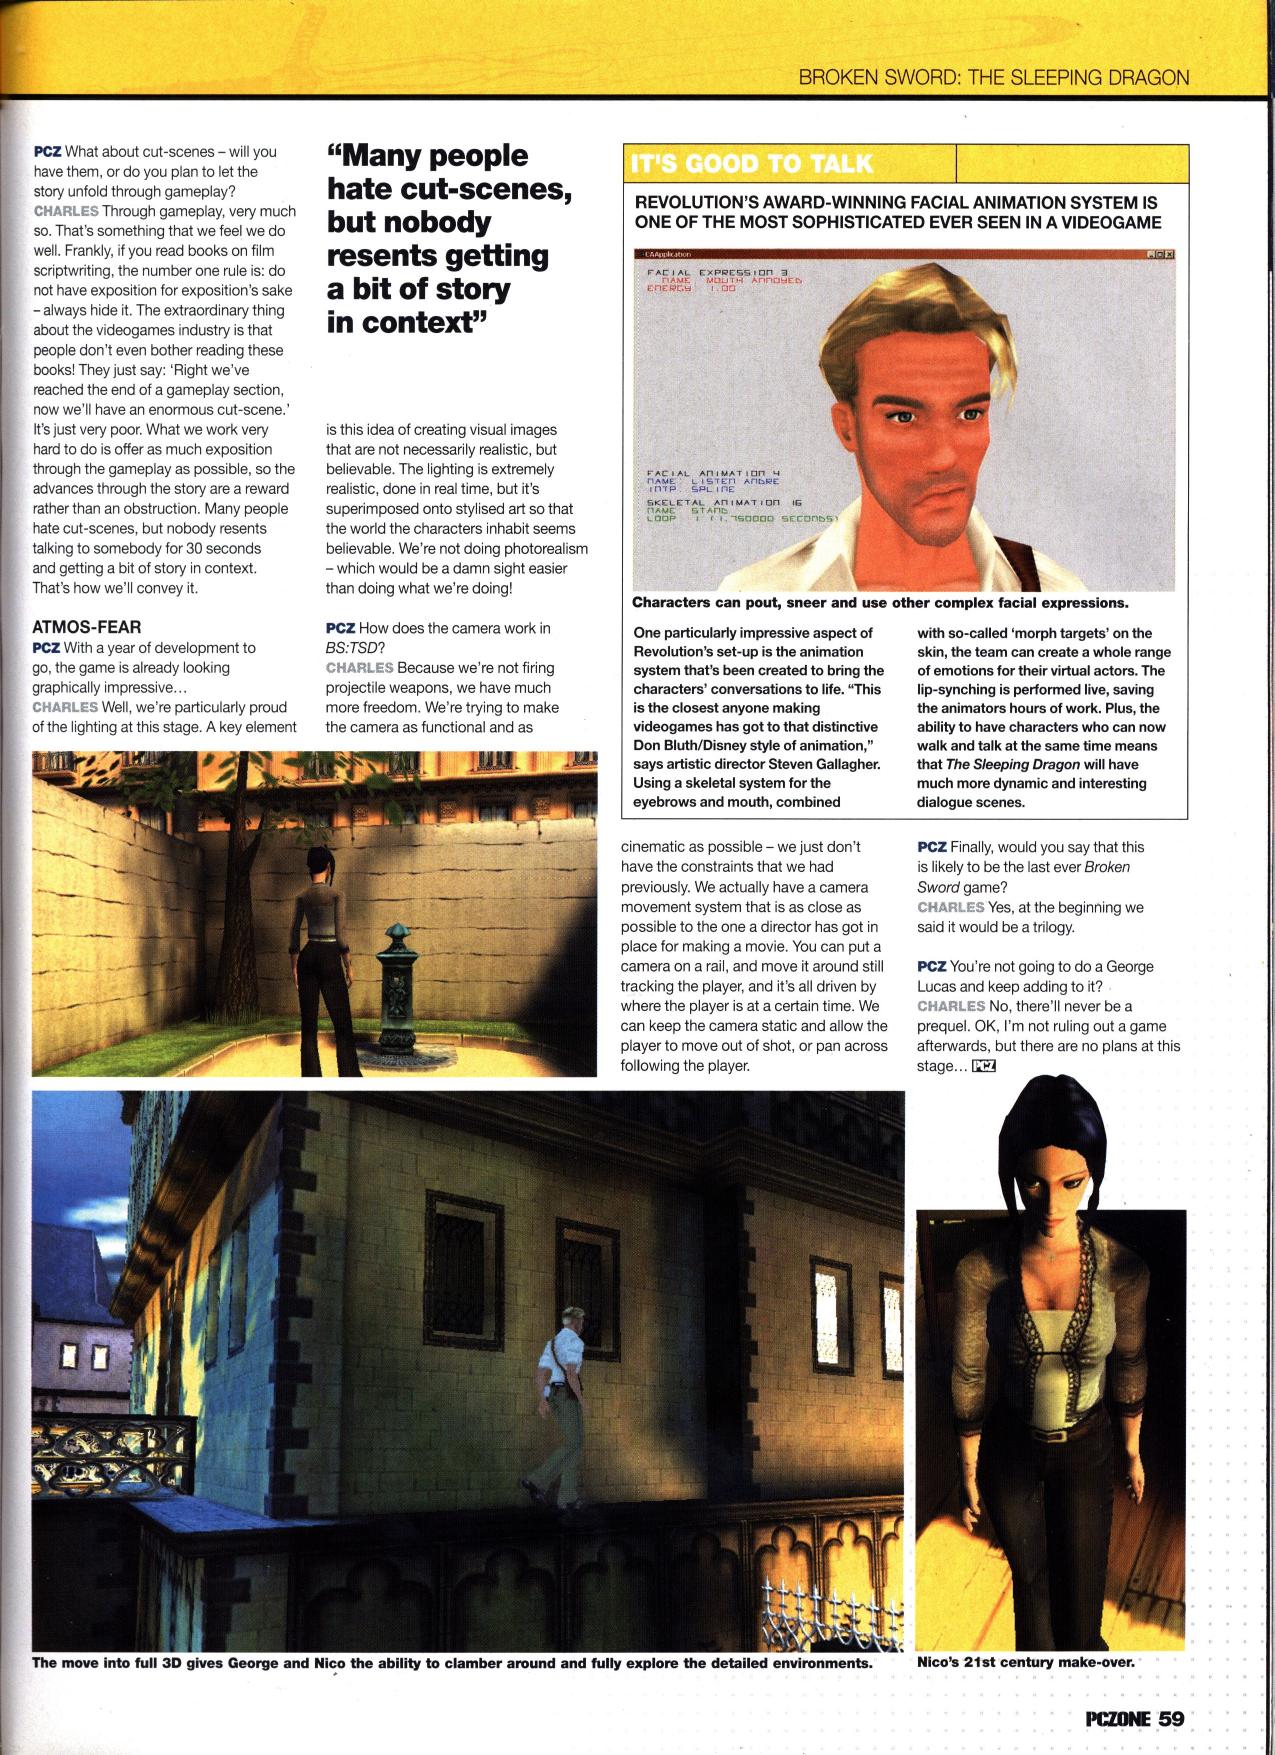 BROKEN SWORD: THE SLEEPING DRAGON
PCZ What about cut-scenes – will you
have them, or do you plan to let the
story unfold through gameplay?
CHARLES Through gameplay, very much
so. That's something that we feel we do
well. Frankly, if you read books on film
scriptwriting, the number one rule is: do
not have exposition for exposition's sake
– always hide it. The extraordinary thing
about the videogames industry is that
people don't even bother reading these
books! They just say: 'Right we've
reached the end of a gameplay section,
now we'll have an enormous cut-scene.'
It's just very poor. What we work very
hard to do is offer as much exposition
through the gameplay as possible, so the
advances through the story are a reward
rather than an obstruction. Many people
hate cut-scenes, but nobody resents
talking to somebody for 30 seconds
and getting a bit of story in context.
That's how we'll convey it.
ATMOS-FEAR
PCZ With a year of development to
go, the game is already looking
graphically impressive...
CHARLES Well, we're particularly proud
of the lighting at this stage. A key element
"Many people
hate cut-scenes,
but nobody
resents getting
a bit of story
in context"
is this idea of creating visual images
that are not necessarily realistic, but
believable. The lighting is extremely
realistic, done in real time, but it's
superimposed onto stylised art so that
the world the characters inhabit seems
believable. We're not doing photorealism
– which would be a damn sight easier
than doing what we're doing!
PCZ How does the camera work in
BS:TSD?
CHARLES Because we're not firing
projectile weapons, we have much
more freedom. We're trying to make
the camera as functional and as
IT'S GOOD TO TALK
REVOLUTION'S AWARD-WINNING FACIAL ANIMATION SYSTEM IS
ONE OF THE MOST SOPHISTICATED EVER SEEN IN A VIDEOGAME
CAApplication
FACIAL EXPRESSION 3
NAME MOUTH ANNOYED
ENERGY 1.00
FACIAL ANIMATION 4
NAME: LISTEN ANDRE
INTP: SPLINE
SKELETAL ANIMATION 16
NAME STAND
LOOP 1 (1.750000 SECONDS)
Characters can pout, sneer and use other complex facial expressions.
One particularly impressive aspect of
Revolution's set-up is the animation
system that's been created to bring the
characters' conversations to life. "This
is the closest anyone making
videogames has got to that distinctive
Don Bluth/Disney style of animation,"
says artistic director Steven Gallagher.
Using a skeletal system for the
eyebrows and mouth, combined
with so-called 'morph targets' on the
skin, the team can create a whole range
of emotions for their virtual actors. The
lip-synching is performed live, saving
the animators hours of work. Plus, the
ability to have characters who can now
walk and talk at the same time means
that The Sleeping Dragon will have
much more dynamic and interesting
dialogue scenes.
cinematic as possible – we just don't
have the constraints that we had
previously. We actually have a camera
movement system that is as close as
possible to the one a director has got in
place for making a movie. You can put a
camera on a rail, and move it around still
tracking the player, and it's all driven by
where the player is at a certain time. We
can keep the camera static and allow the
player to move out of shot, or pan across
following the player.
PCZ Finally, would you say that this
is likely to be the last ever Broken
Sword game?
CHARLES Yes, at the beginning we
said it would be a trilogy.
PCZ You're not going to do a George
Lucas and keep adding to it?
CHARLES No, there'll never be a
prequel. OK, I'm not ruling out a game
afterwards, but there are no plans at this
stage... PCZ
The move into full 3D gives George and Nico the ability to clamber around and fully explore the detailed environments.
Nico's 21st century make-over.
PCZONE 59